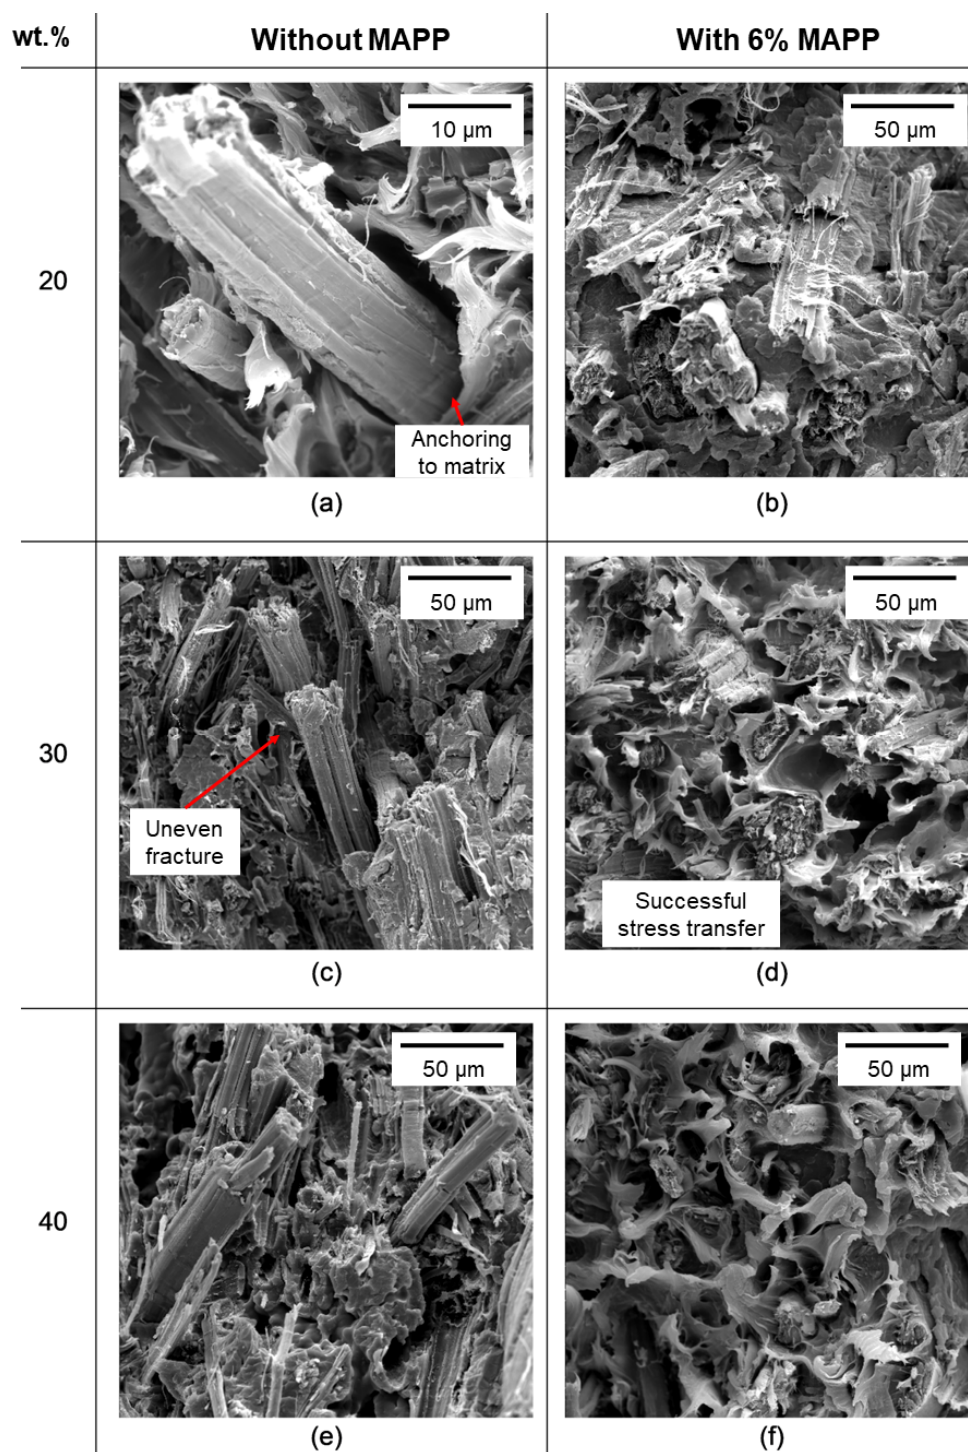 wt.%
Without MAPP
With 6% MAPP
20
10 µm
Anchoring
to matrix
(a)
50 µm
(b)
30
50 µm
Uneven
fracture
(c)
50 µm
Successful
stress transfer
(d)
40
50 µm
(e)
50 µm
(f)